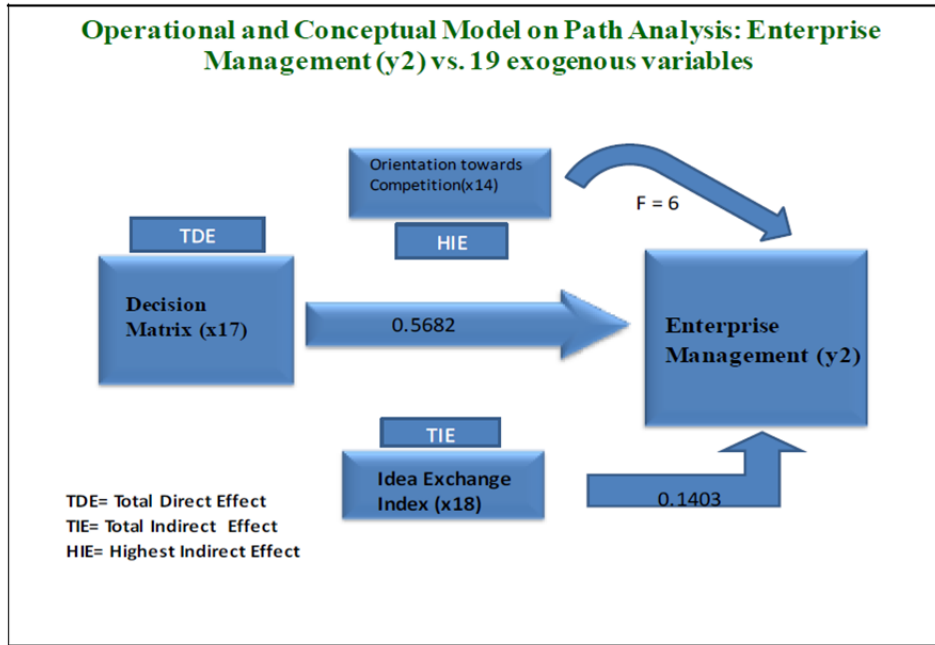 Operational and Conceptual Model on Path Analysis: Enterprise
Management (y2) vs. 19 exogenous variables
Orientation towards
Competition(x14)
F = 6
TDE
HIE
Decision
Matrix (x17)
0.5682
Enterprise
Management (y2)
TIE
Idea Exchange
Index (x18)
0.1403
TDE= Total Direct Effect
TIE= Total Indirect Effect
HIE= Highest Indirect Effect